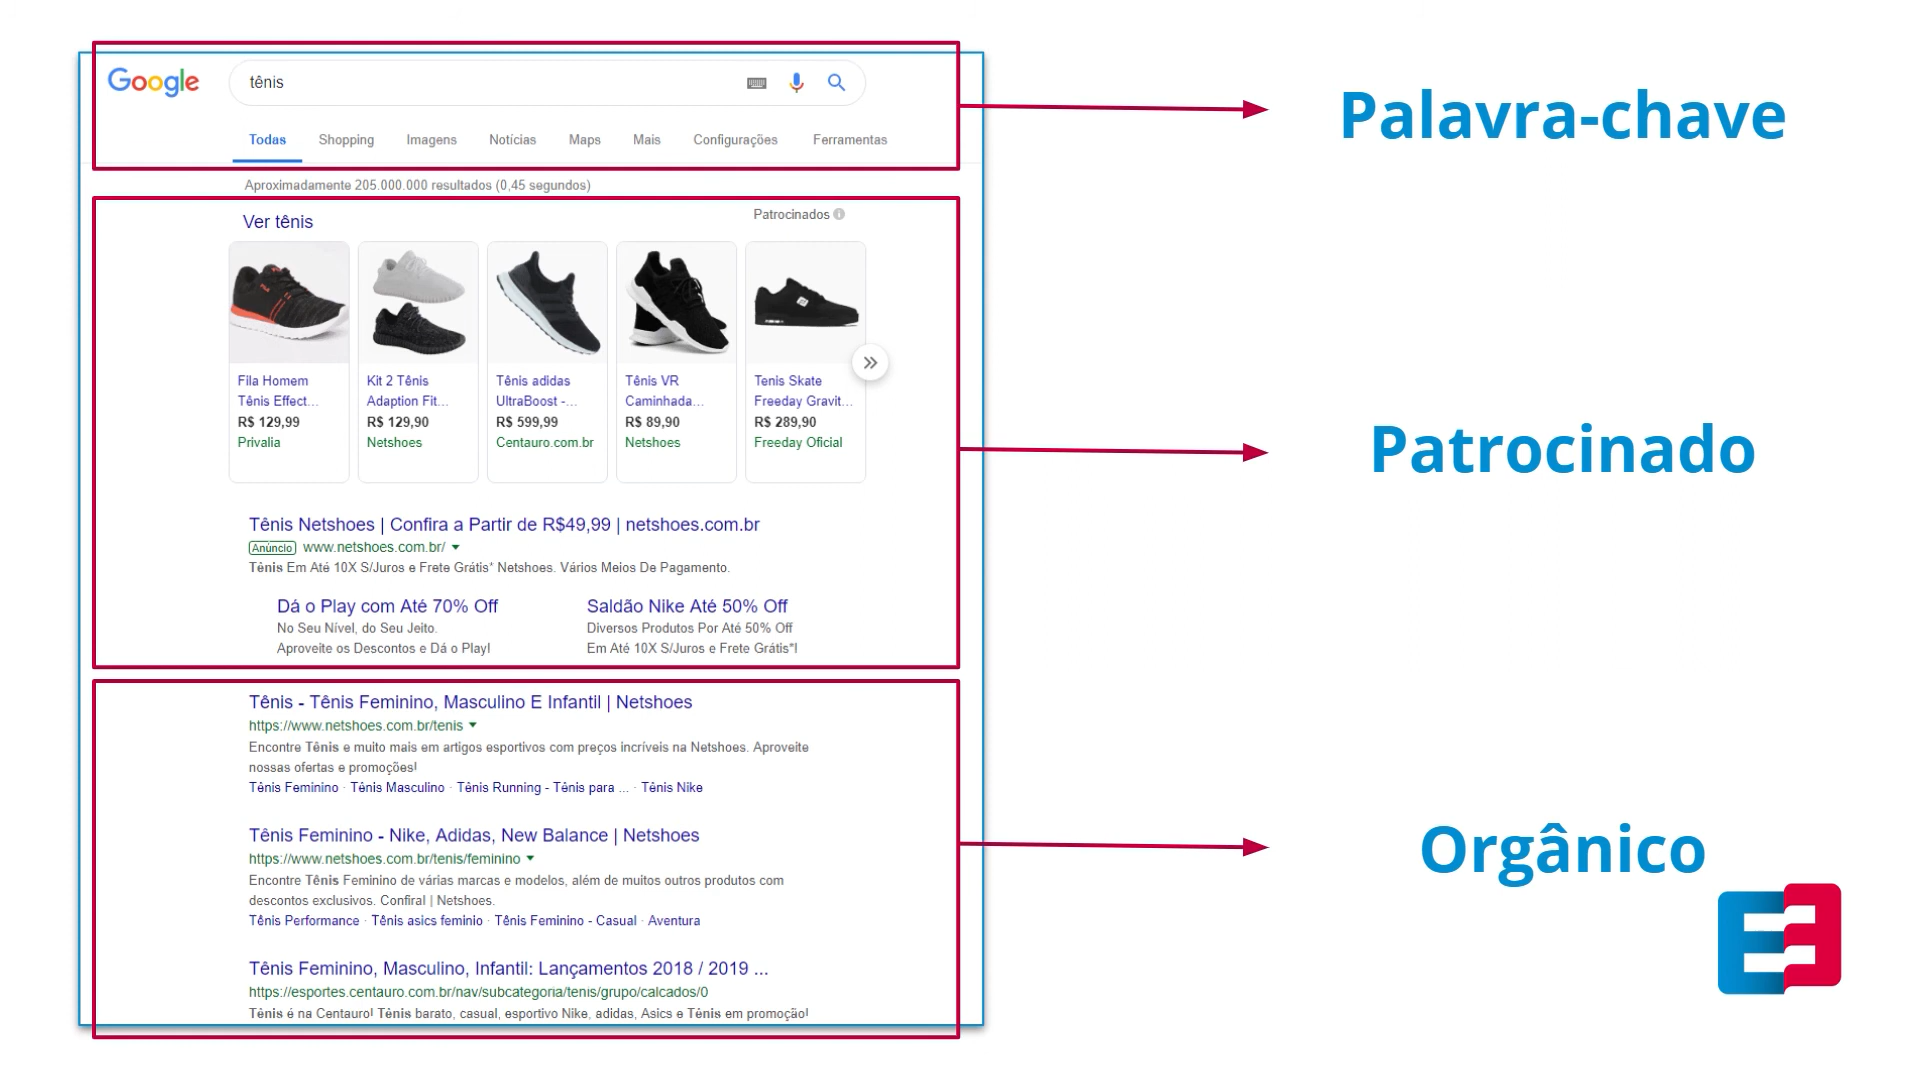 Google
tênis
Todas Shopping Imagens Notícias Maps Mais Configurações Ferramentas
Aproximadamente 205.000.000 resultados (0,45 segundos)
Ver tênis
Patrocinados
Fila Homem
Tênis Effect...
R$ 129,99
Privalia
Kit 2 Tênis
Adaption Fit...
R$ 129,90
Netshoes
Tênis adidas
UltraBoost -...
R$ 599,99
Centauro.com.br
Tênis VR
Caminhada...
R$ 89,90
Netshoes
Tenis Skate
Freeday Gravit...
R$ 289,90
Freeday Oficial
Tênis Netshoes | Confira a Partir de R$49,99 | netshoes.com.br
Anúncio www.netshoes.com.br/
Tênis Em Até 10X S/Juros e Frete Grátis* Netshoes. Vários Meios De Pagamento.
Dá o Play com Até 70% Off
No Seu Nível, do Seu Jeito.
Aproveite os Descontos e Dá o Play!
Saldão Nike Até 50% Off
Diversos Produtos Por Até 50% Off
Em Até 10X S/Juros e Frete Grátis*!
Tênis - Tênis Feminino, Masculino E Infantil | Netshoes
https://www.netshoes.com.br/tenis
Encontre Tênis e muito mais em artigos esportivos com preços incríveis na Netshoes. Aproveite
nossas ofertas e promoções!
Tênis Feminino · Tênis Masculino · Tênis Running - Tênis para ... · Tênis Nike
Tênis Feminino - Nike, Adidas, New Balance | Netshoes
https://www.netshoes.com.br/tenis/feminino
Encontre Tênis Feminino de várias marcas e modelos, além de muitos outros produtos com
descontos exclusivos. Confira! | Netshoes.
Tênis Performance · Tênis asics feminio · Tênis Feminino - Casual · Aventura
Tênis Feminino, Masculino, Infantil: Lançamentos 2018 / 2019 ...
https://esportes.centauro.com.br/nav/subcategoria/tenis/grupo/calcados/0
Tênis é na Centauro! Tênis barato, casual, esportivo Nike, adidas, Asics e Tênis em promoção!
Palavra-chave
Patrocinado
Orgânico